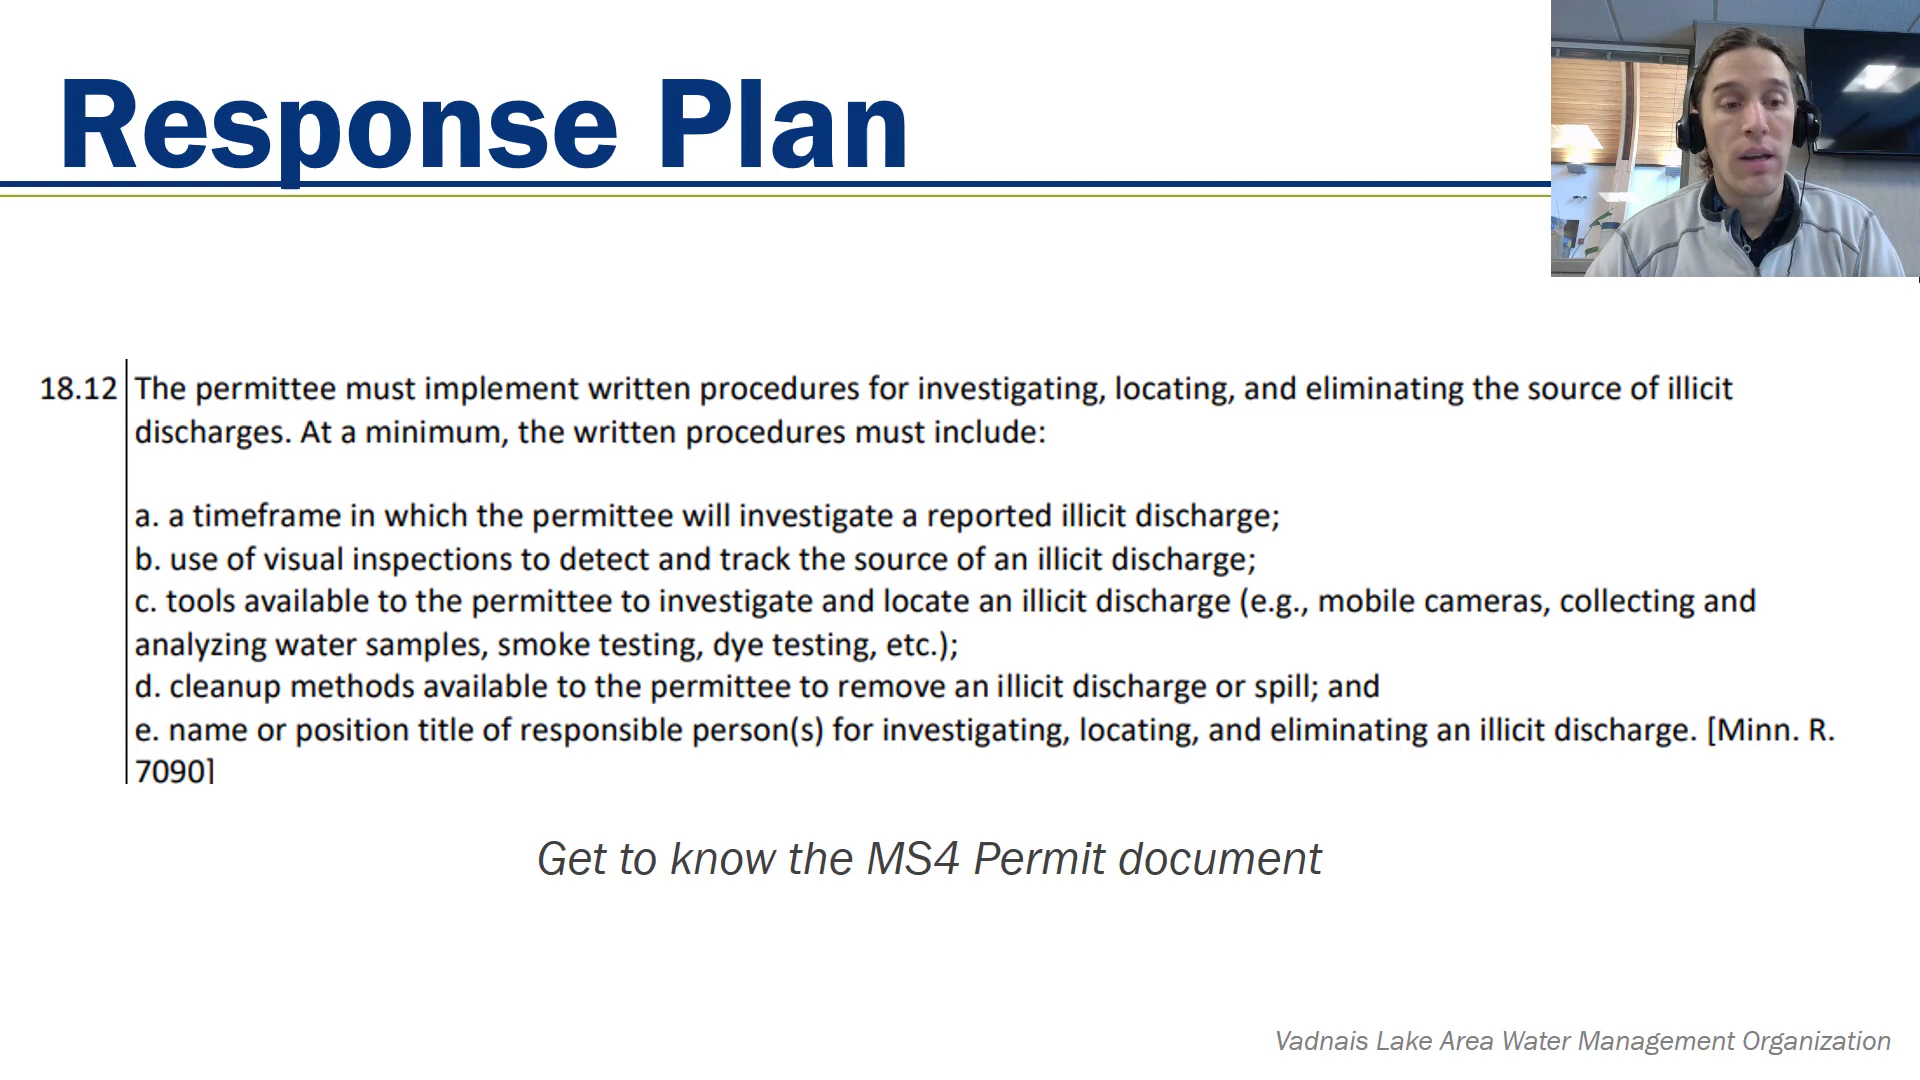 Response Plan
18.12 The permittee must implement written procedures for investigating, locating, and eliminating the source of illicit
discharges. At a minimum, the written procedures must include:
a. a timeframe in which the permittee will investigate a reported illicit discharge;
b. use of visual inspections to detect and track the source of an illicit discharge;
c. tools available to the permittee to investigate and locate an illicit discharge (e.g., mobile cameras, collecting and
analyzing water samples, smoke testing, dye testing, etc.);
d. cleanup methods available to the permittee to remove an illicit discharge or spill; and
e. name or position title of responsible person(s) for investigating, locating, and eliminating an illicit discharge. [Minn. R.
7090]
Get to know the MS4 Permit document
Vadnais Lake Area Water Management Organization